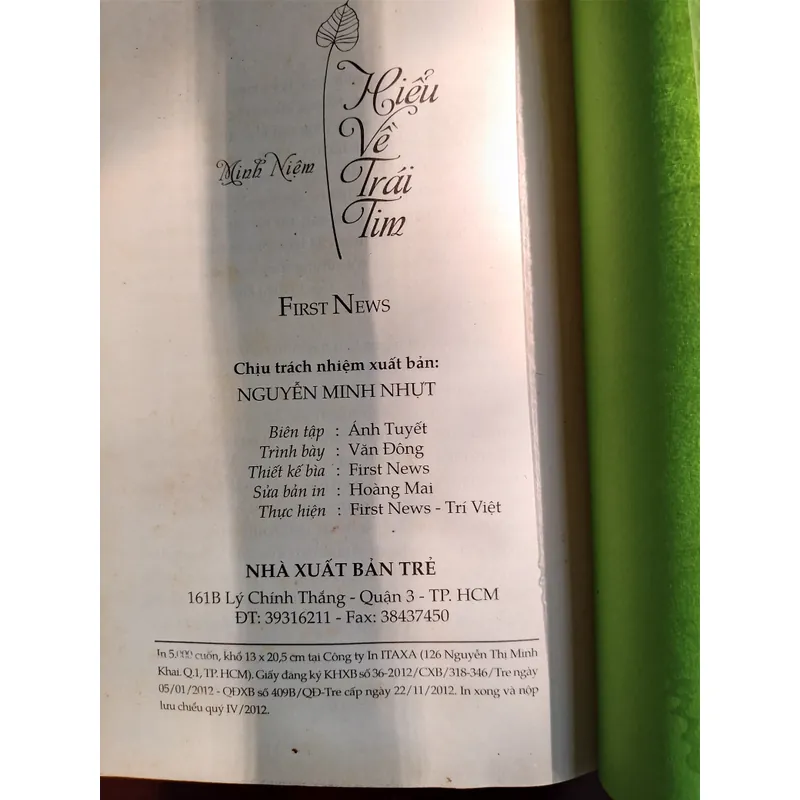 Hiểu
Về
Trái
Tim
Minh Niệm
FIRST NEWS
Chịu trách nhiệm xuất bản:
NGUYỄN MINH NHỰT
Biên tập : Ánh Tuyết
Trình bày : Văn Đông
Thiết kế bìa : First News
Sửa bản in : Hoàng Mai
Thực hiện : First News - Trí Việt
NHÀ XUẤT BẢN TRẺ
161B Lý Chính Thắng - Quận 3 - TP. HCM
ĐT: 39316211 - Fax: 38437450
In 5.000 cuốn, khổ 13 x 20,5 cm tại Công ty In ITAXA (126 Nguyễn Thị Minh
Khai. Q.1, TP. HCM). Giấy đăng ký KHXB số 36-2012/CXB/318-346/Tre ngày
05/01/2012 - QĐXB số 409B/QĐ-Tre cấp ngày 22/11/2012. In xong và nộp
lưu chiểu quý IV/2012.